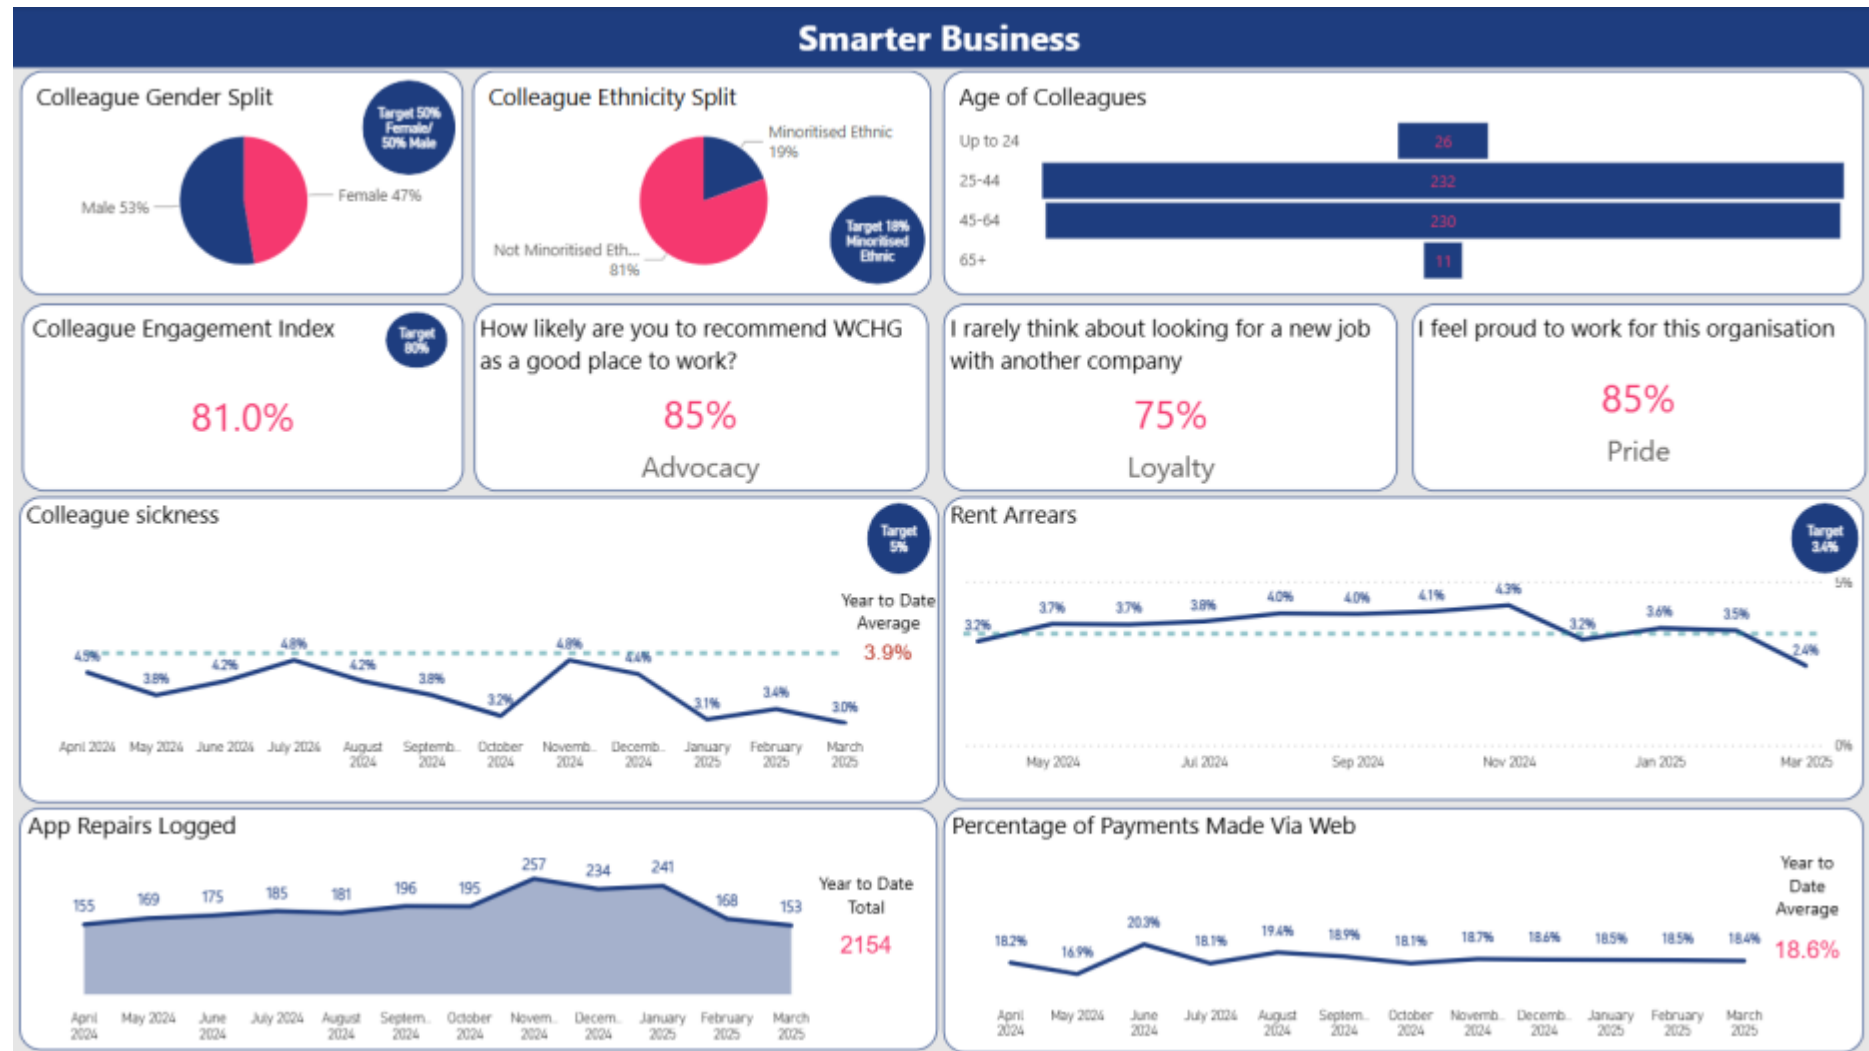 Smarter Business
Colleague Gender Split
Target 50%
Female/
50% Male
Male 53%
Female 47%
Colleague Ethnicity Split
Minoritised Ethnic
19%
Not Minoritised Eth...
81%
Target 18%
Minoritised
Ethnic
Age of Colleagues
Up to 24
26
25-44
232
45-64
230
65+
11
Colleague Engagement Index
Target
80%
81.0%
How likely are you to recommend WCHG
as a good place to work?
85%
Advocacy
I rarely think about looking for a new job
with another company
75%
Loyalty
I feel proud to work for this organisation
85%
Pride
Colleague sickness
Target
5%
Year to Date
Average
3.9%
4.5% 3.8% 4.2% 4.8% 4.2% 3.8% 3.2% 4.8% 4.4% 3.1% 3.4% 3.0%
April 2024 May 2024 June 2024 July 2024 August Septemb.. October Novemb.. Decemb.. January February March
2024 2024 2024 2024 2024 2025 2025 2025
Rent Arrears
Target
3.4%
5%
3.2% 3.7% 3.7% 3.8% 4.0% 4.0% 4.1% 4.3% 3.2% 3.6% 3.5% 2.4%
0%
May 2024 Jul 2024 Sep 2024 Nov 2024 Jan 2025 Mar 2025
App Repairs Logged
155 169 175 185 181 196 195 257 234 241 168 153
Year to Date
Total
2154
April May 2024 June July 2024 August Septem.. October Novem.. Decem.. January February March
2024 2024 2024 2024 2024 2024 2024 2025 2025 2025
Percentage of Payments Made Via Web
Year to
Date
Average
18.6%
18.2% 16.9% 20.3% 18.1% 19.4% 18.9% 18.1% 18.7% 18.6% 18.5% 18.5% 18.4%
April May 2024 June July 2024 August Septem.. October Novemb.. Decemb.. January February March
2024 2024 2024 2024 2024 2024 2024 2025 2025 2025